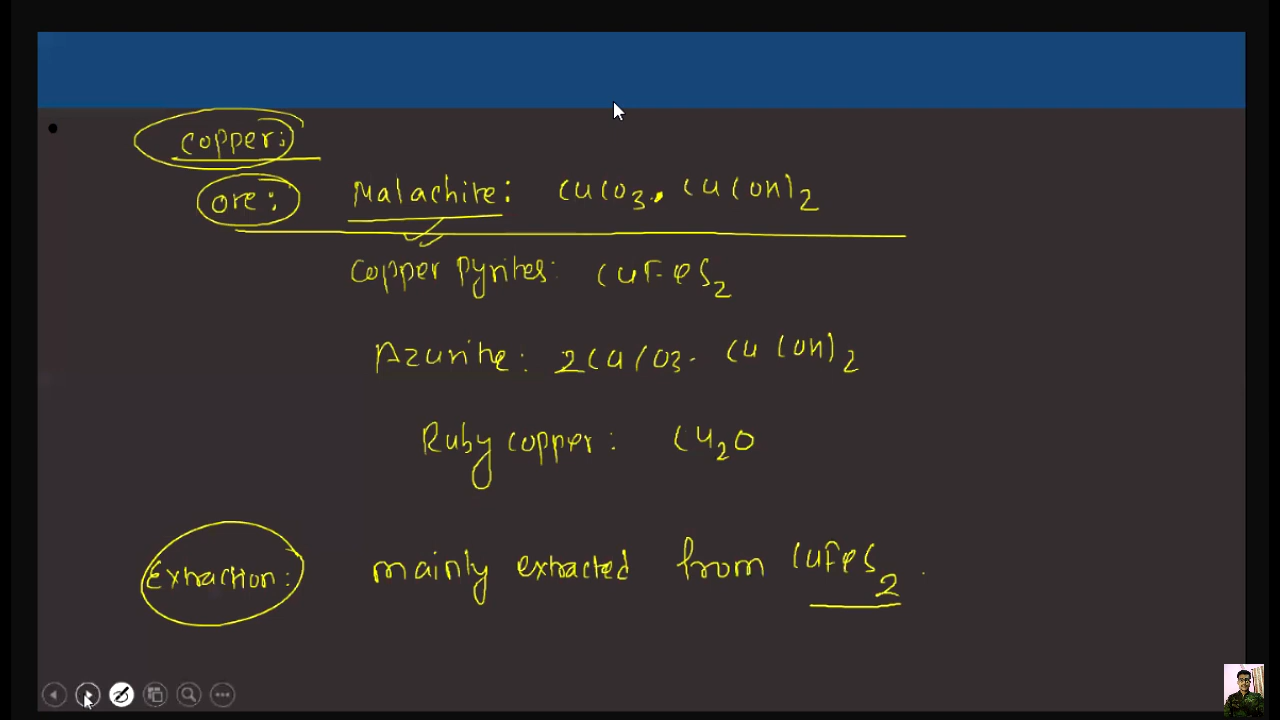 copper:
ore: Malachite: CuCO3. Cu(OH)2
Copper pyrites: CuFeS2
Azurite: 2CuCO3. Cu(OH)2
Ruby copper: Cu2O
Extraction: mainly extracted from CuFeS2.